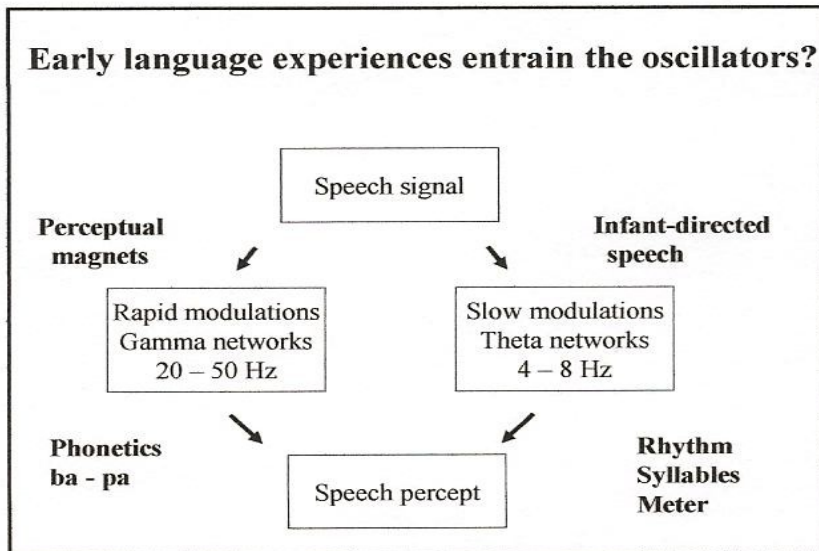 Early language experiences entrain the oscillators?
Speech signal
Perceptual
magnets
Infant-directed
speech
Rapid modulations
Gamma networks
20 – 50 Hz
Slow modulations
Theta networks
4 – 8 Hz
Phonetics
ba - pa
Speech percept
Rhythm
Syllables
Meter